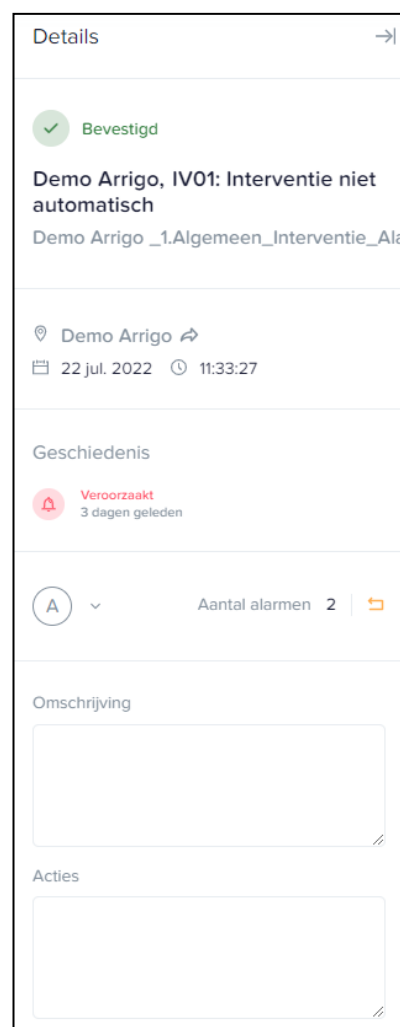 Details
Bevestigd
Demo Arrigo, IV01: Interventie niet
automatisch
Demo Arrigo _1.Algemeen_Interventie_Ala
Demo Arrigo
22 jul. 2022 11:33:27
Geschiedenis
Veroorzaakt
3 dagen geleden
A
Aantal alarmen 2
Omschrijving
Acties